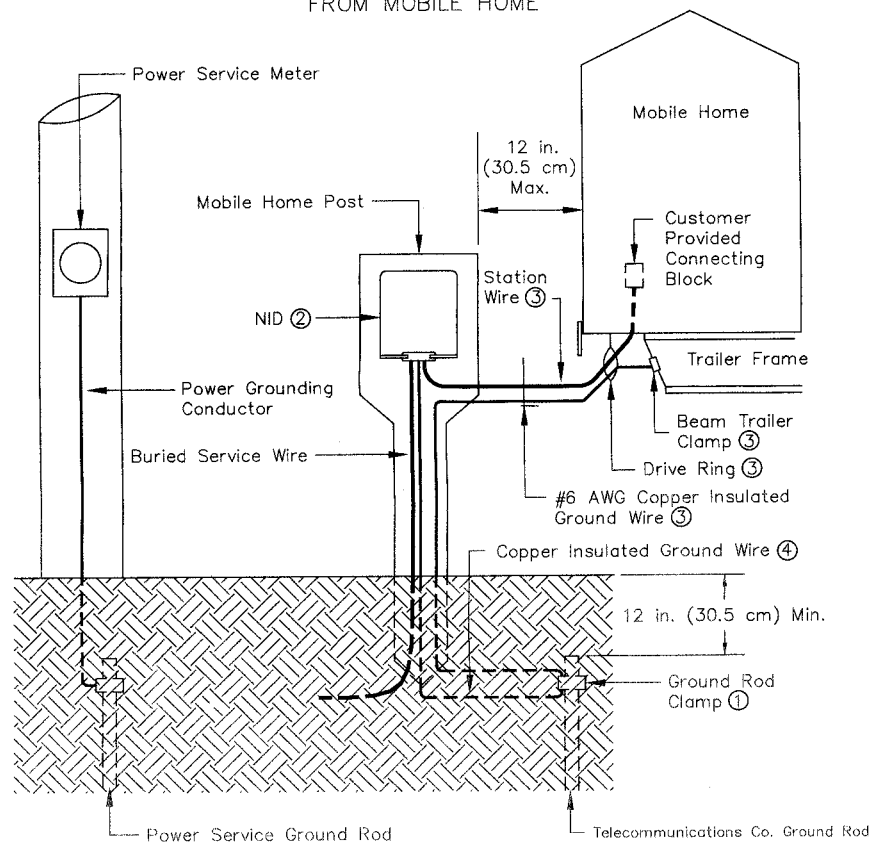 FROM MOBILE HOME
Power Service Meter
Mobile Home
12 in.
(30.5 cm)
Max.
Mobile Home Post
Customer
Provided
Connecting
Block
Station
Wire ③
NID ②
Trailer Frame
Power Grounding
Conductor
Beam Trailer
Clamp ③
Buried Service Wire
Drive Ring ③
#6 AWG Copper Insulated
Ground Wire ③
Copper Insulated Ground Wire ④
12 in. (30.5 cm) Min.
Ground Rod
Clamp ①
Power Service Ground Rod
Telecommunications Co. Ground Rod